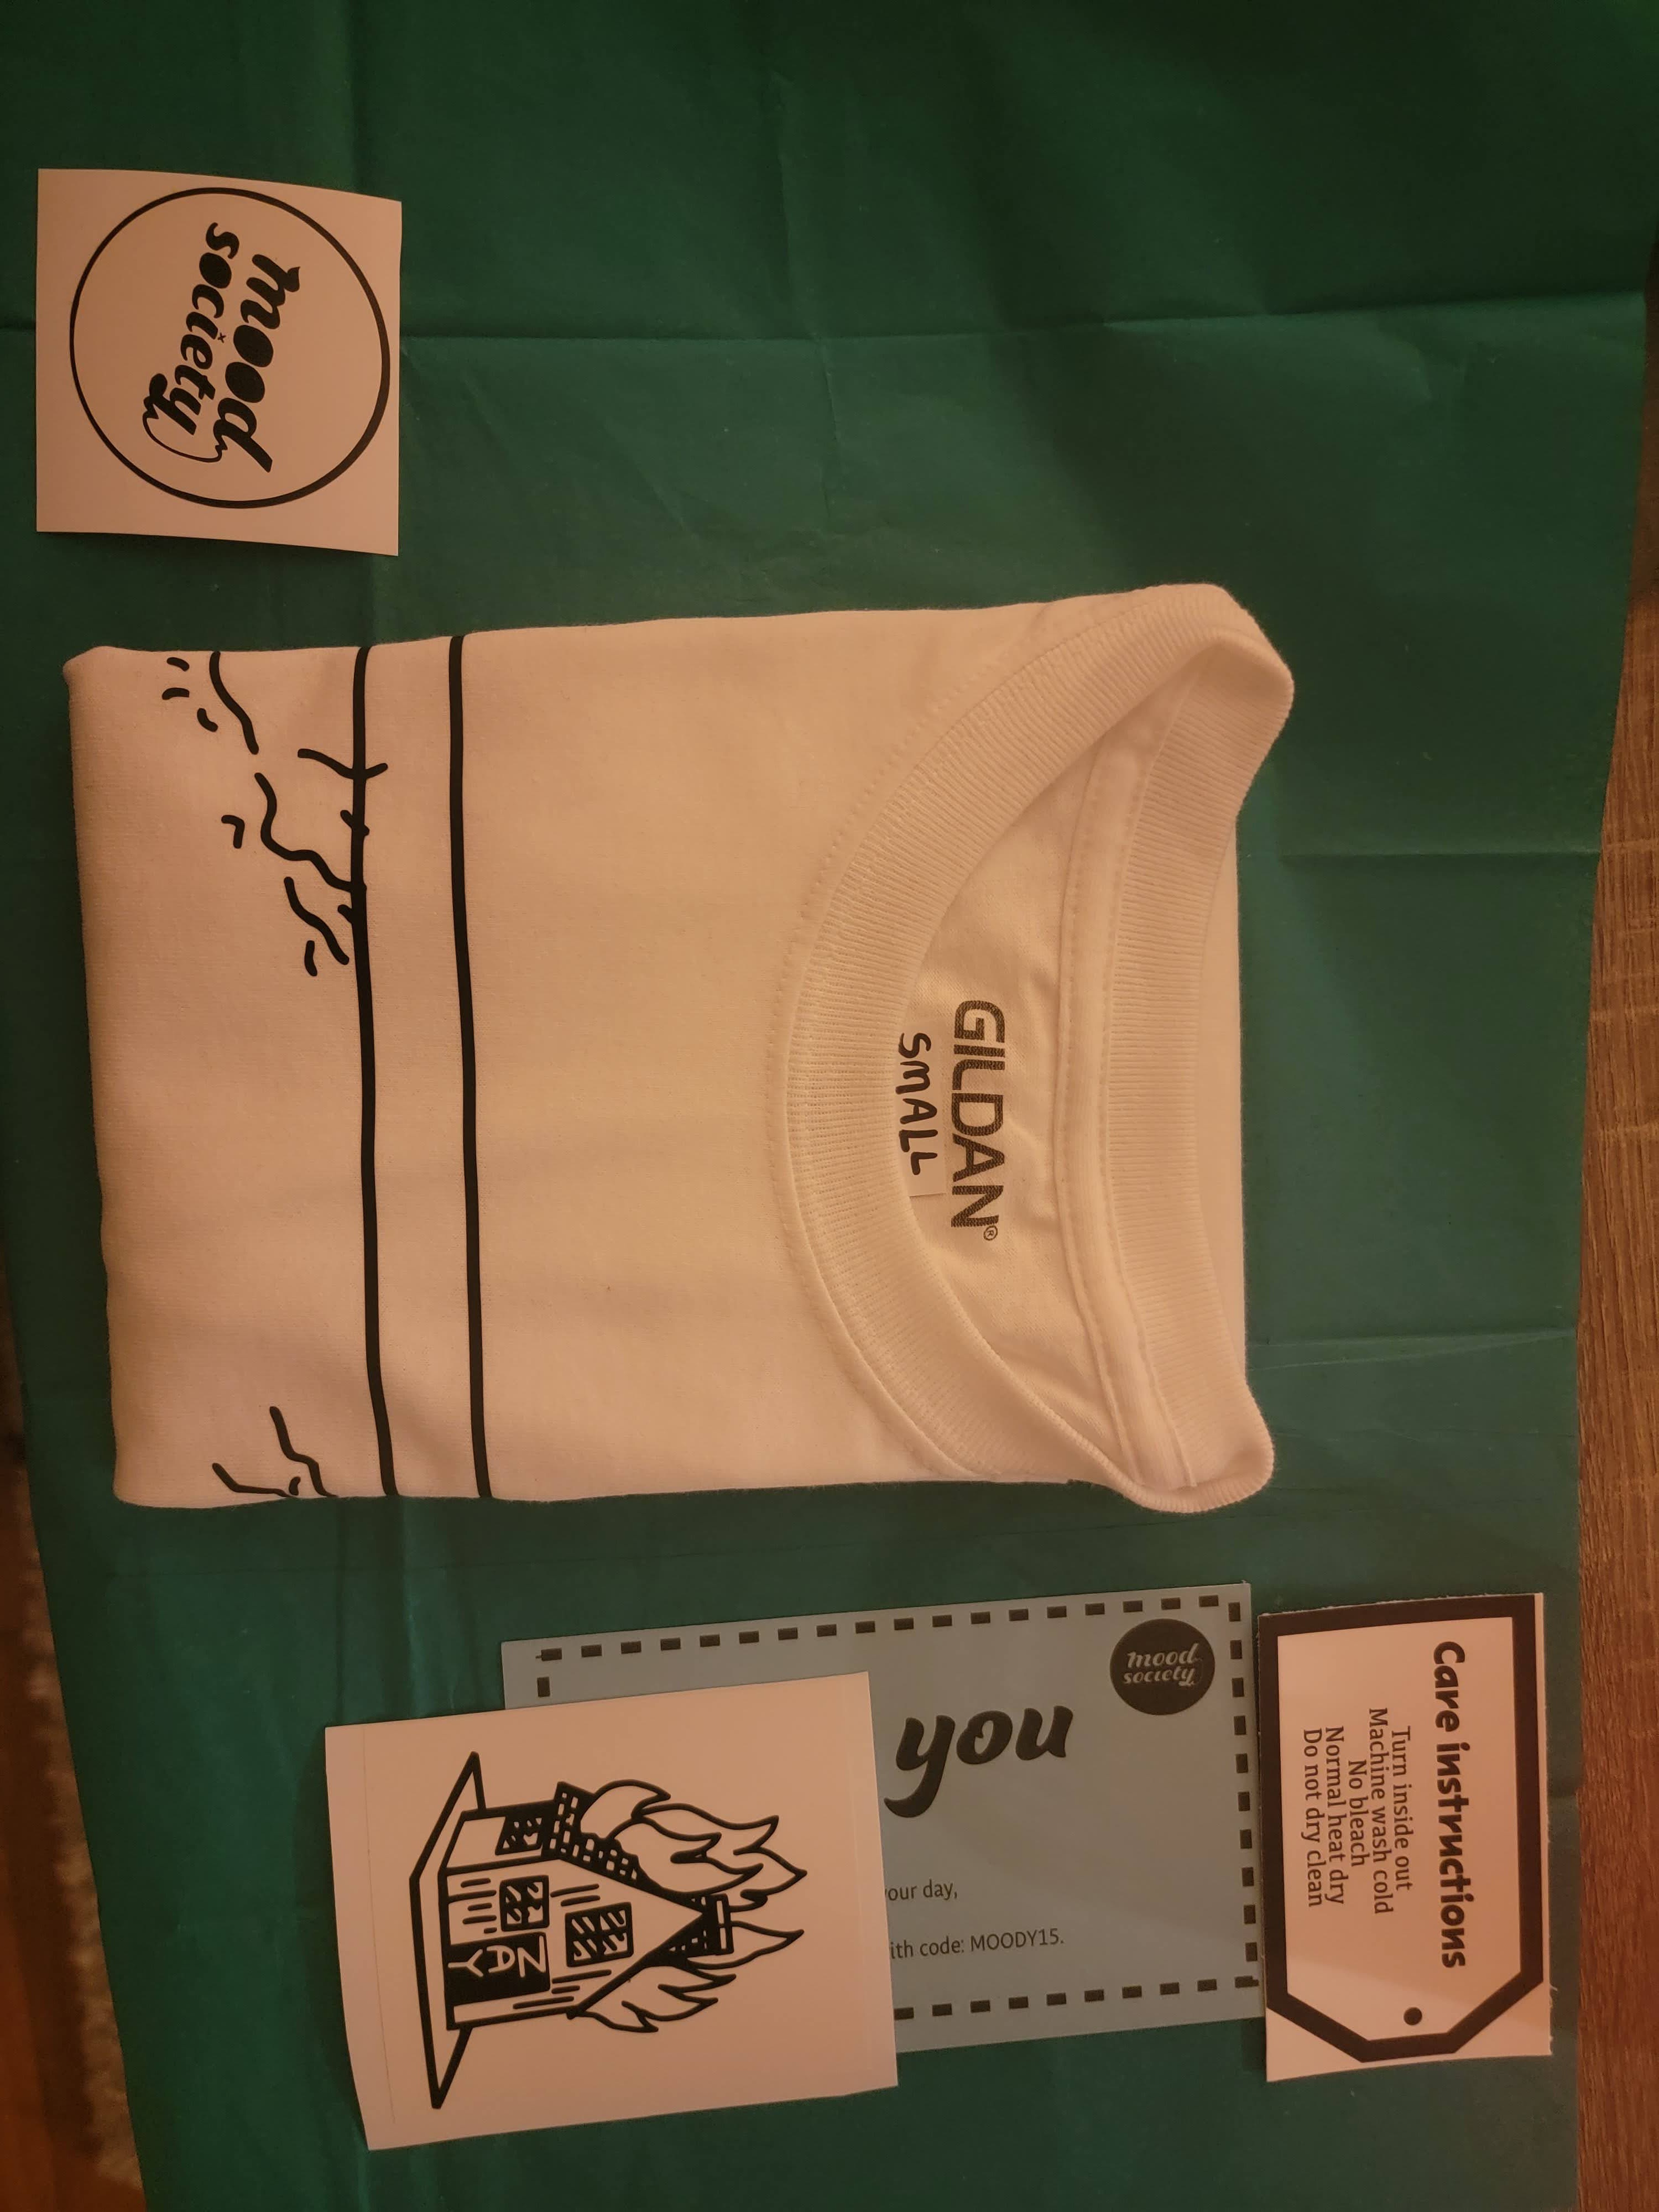 mood
society
GILDAN®
SMALL
mood
society
you
our day,
ith code: MOODY15.
Care instructions
Turn inside out
Machine wash cold
No bleach
Normal heat dry
Do not dry clean
ZAY